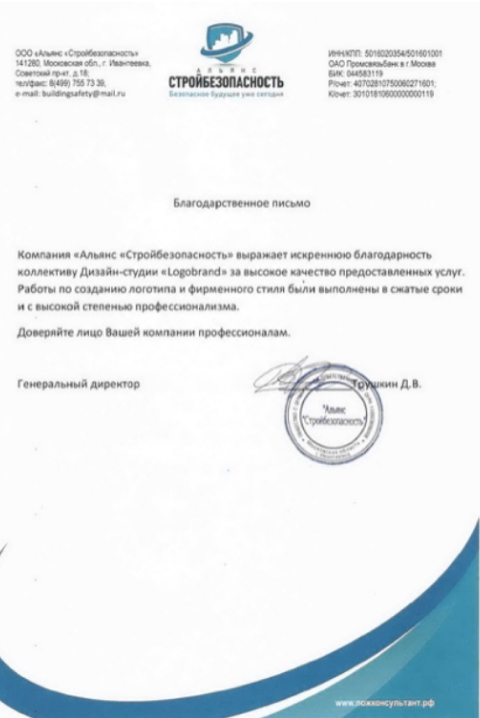 ООО «Альянс «Стройбезопасность»
141280, Московская обл., г. Ивантеевка,
Советский пр-кт, д.18;
тел/факс: 8(499) 755 73 39,
e-mail: buildingsafety@mail.ru
АЛЬЯНС
СТРОЙБЕЗОПАСНОСТЬ
Безопасное будущее уже сегодня
ИНН/КПП: 5016020354/501601001
ОАО Промсвязьбанк в г.Москва
БИК: 044583119
Р/счет: 40702810750060271601;
К/счет: 30101810600000000119
Благодарственное письмо
Компания «Альянс «Стройбезопасность» выражает искреннюю благодарность
коллективу Дизайн-студии «Logobrand» за высокое качество предоставленных услуг.
Работы по созданию логотипа и фирменного стиля были выполнены в сжатые сроки
и с высокой степенью профессионализма.
Доверяйте лицо Вашей компании профессионалам.
Генеральный директор
Трушкин Д.В.
"Альянс
"Стройбезопасность"
www.пожконсультант.рф